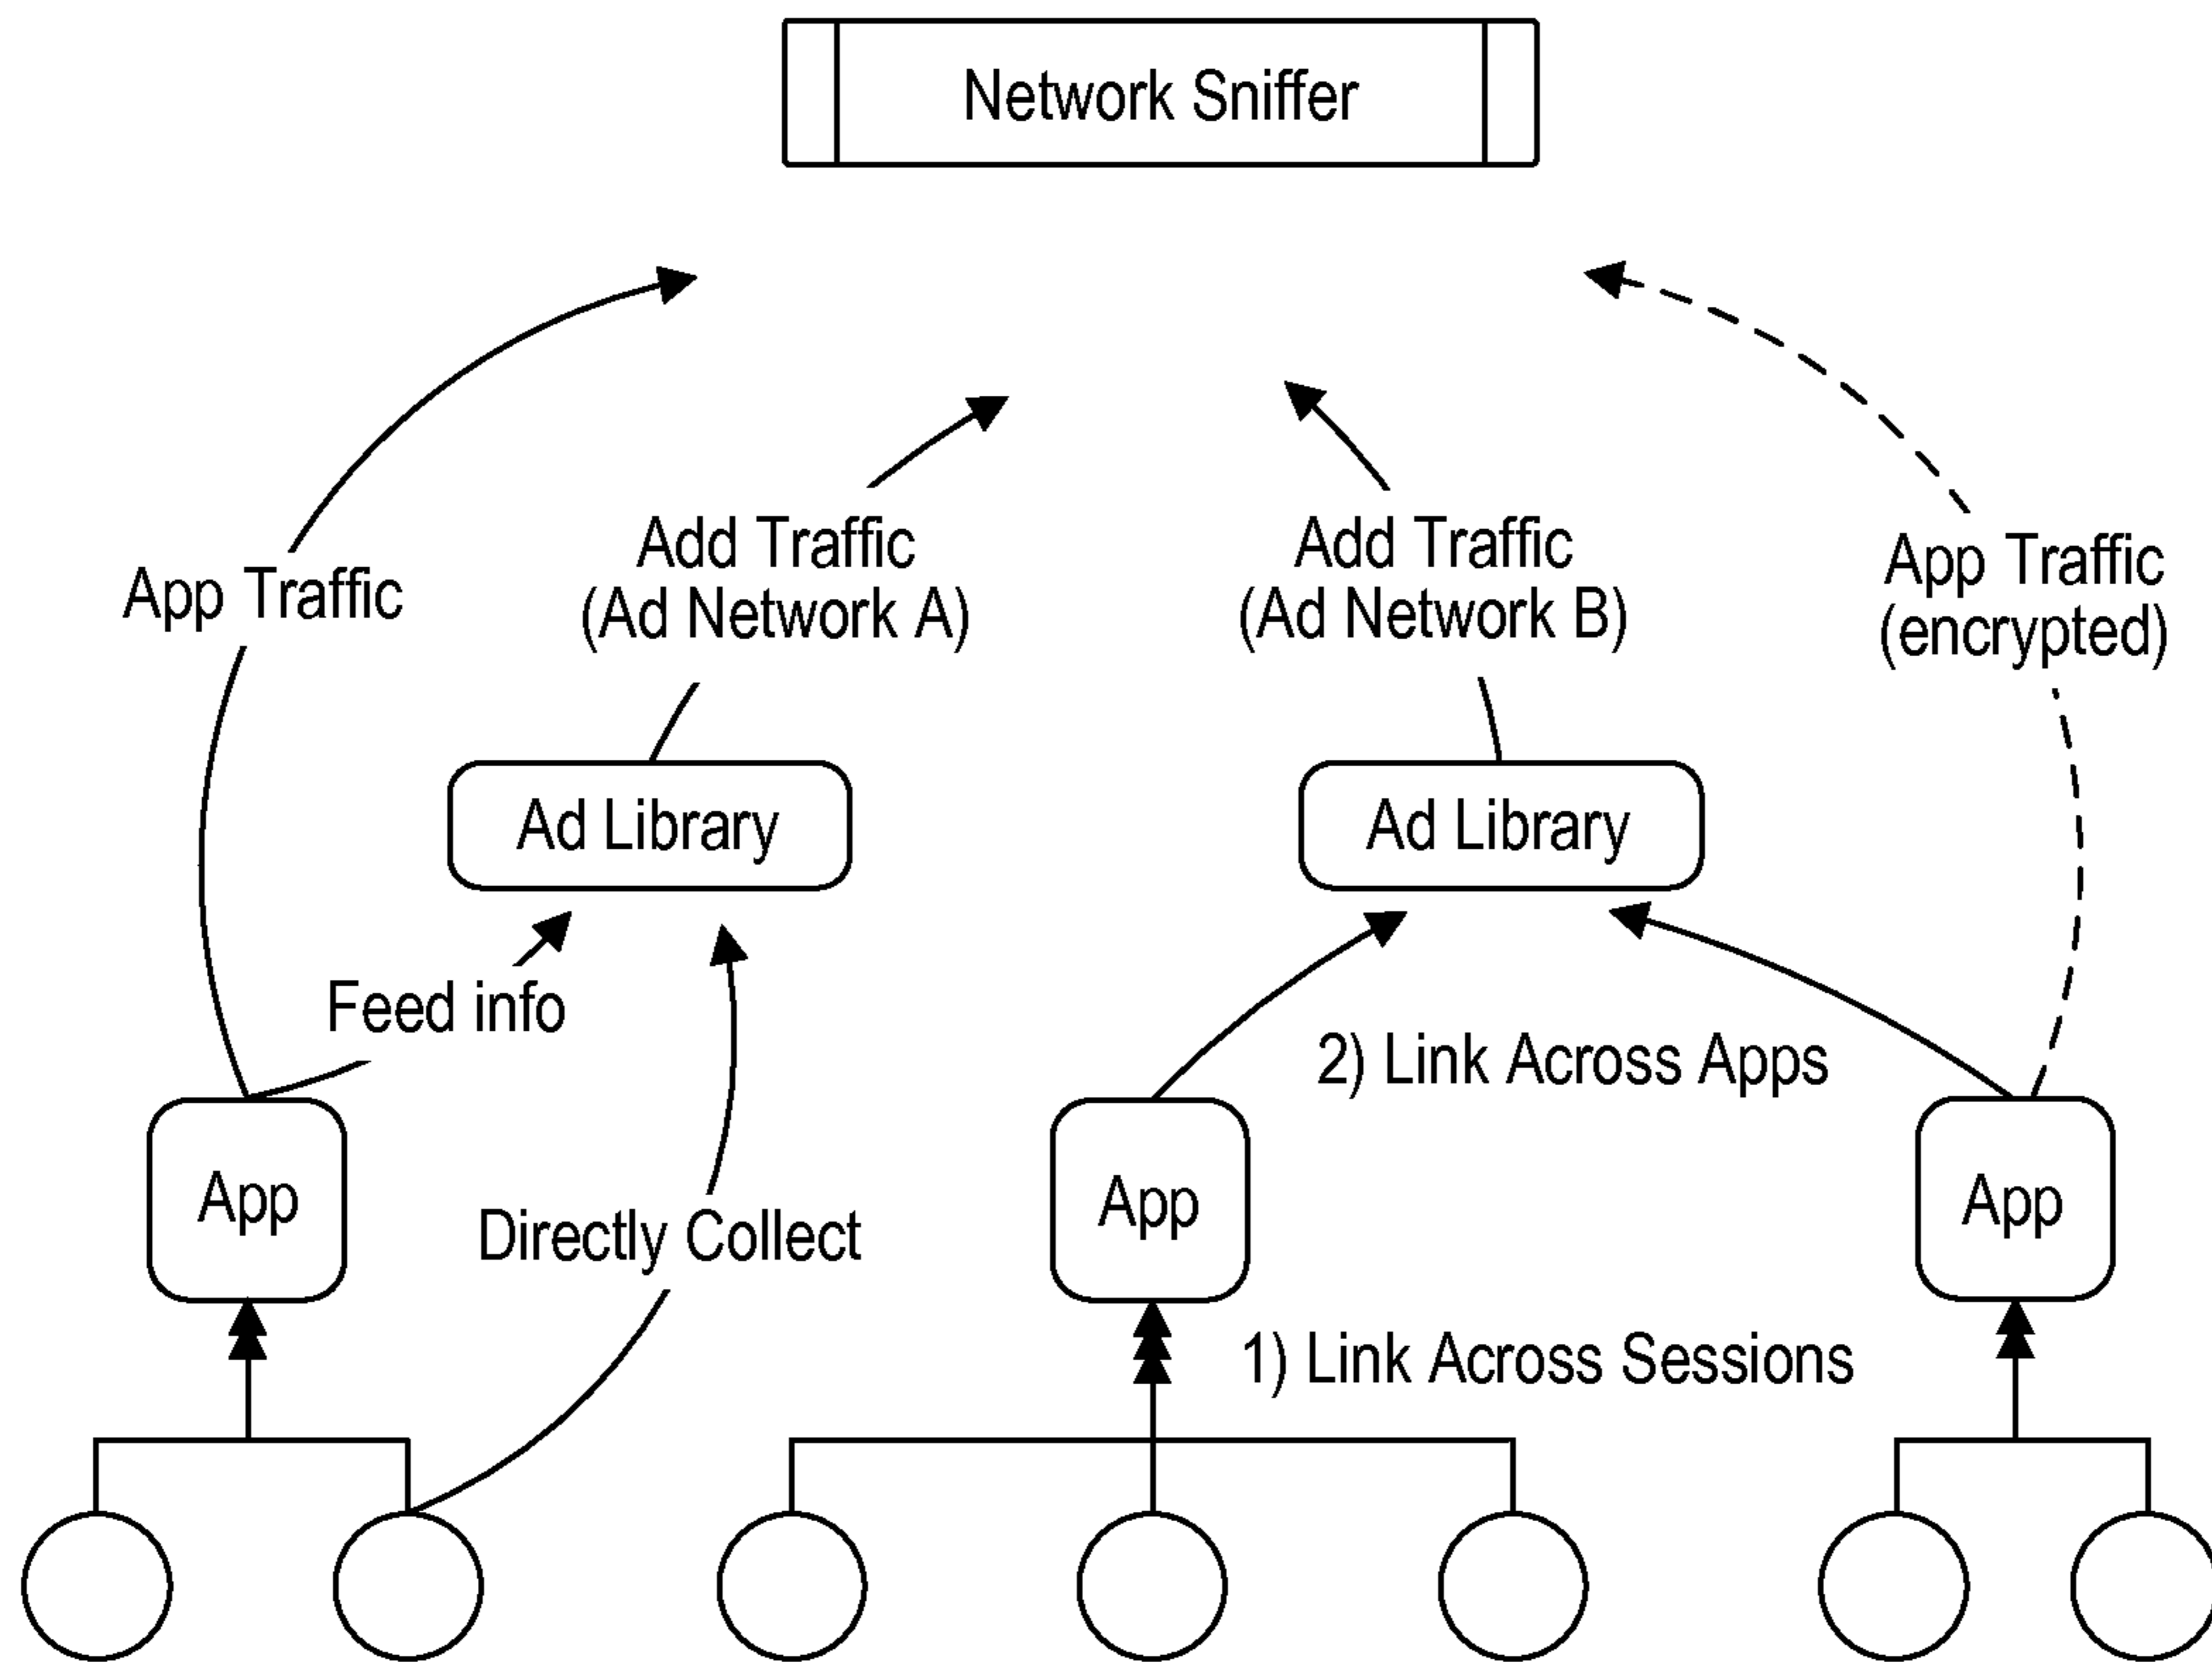 Network Sniffer
App Traffic
Add Traffic
(Ad Network A)
Add Traffic
(Ad Network B)
App Traffic
(encrypted)
Ad Library
Ad Library
Feed info
2) Link Across Apps
App
App
App
Directly Collect
1) Link Across Sessions